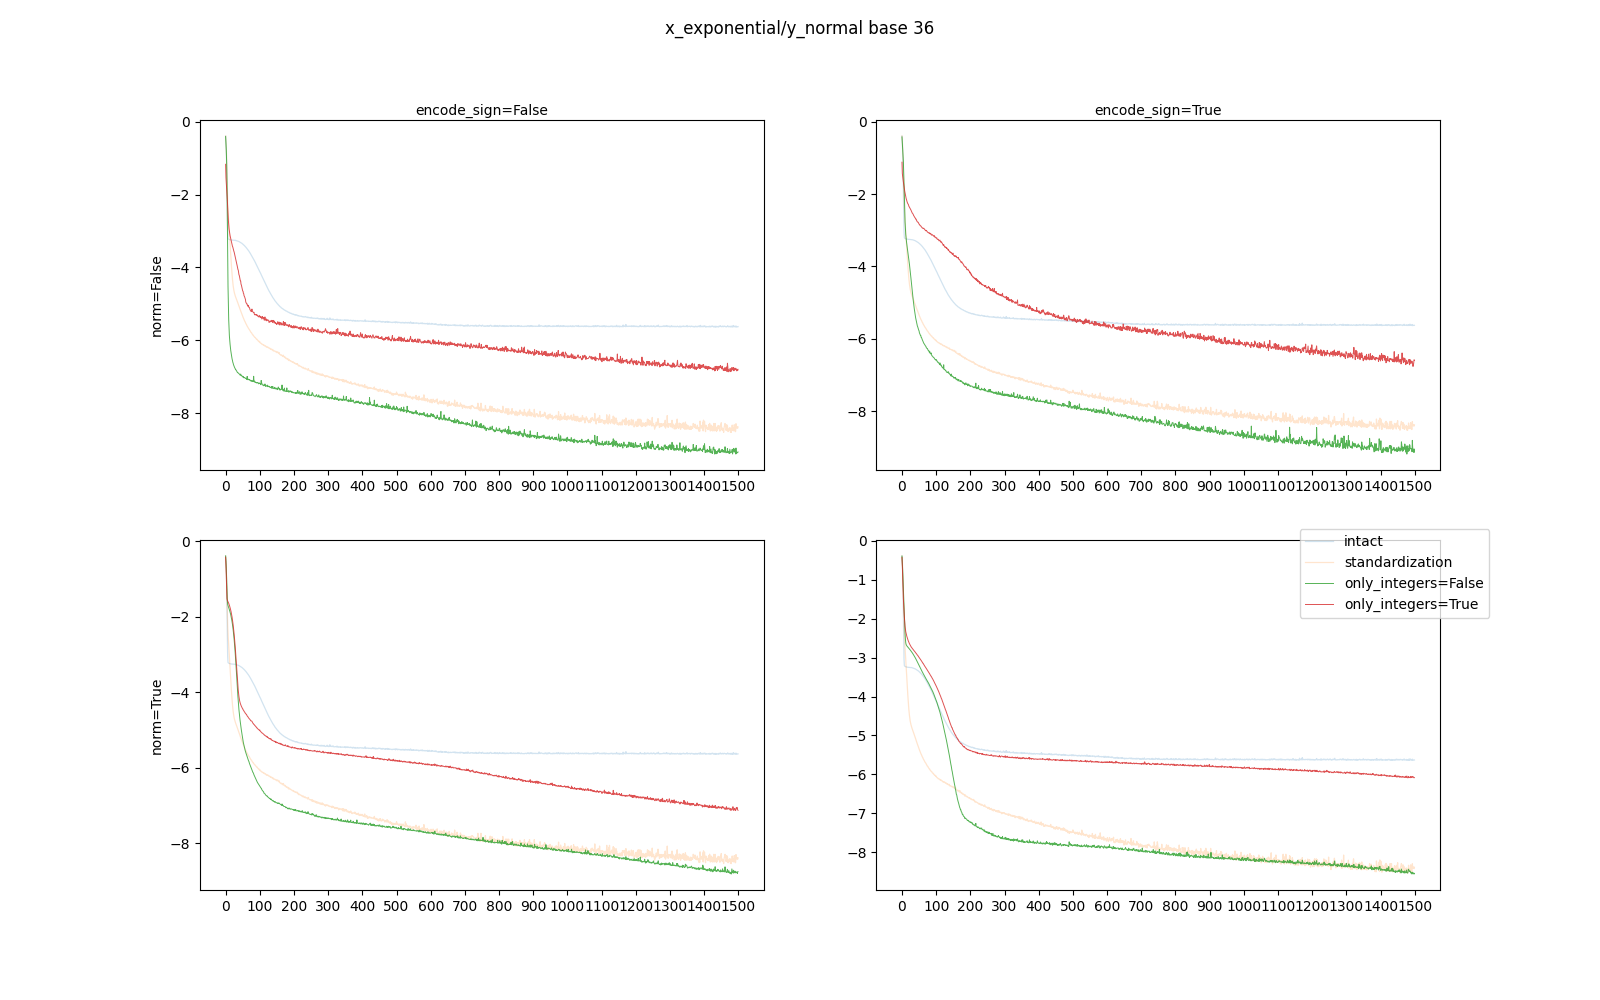 x_exponential/y_normal base 36
encode_sign=False
encode_sign=True
norm=False
0
−2
−4
−6
−8
0 100 200 300 400 500 600 700 800 900 1000 1100 1200 1300 1400 1500
0
−2
−4
−6
−8
0 100 200 300 400 500 600 700 800 900 1000 1100 1200 1300 1400 1500
norm=True
0
−2
−4
−6
−8
0 100 200 300 400 500 600 700 800 900 1000 1100 1200 1300 1400 1500
0
−1
−2
−3
−4
−5
−6
−7
−8
0 100 200 300 400 500 600 700 800 900 1000 1100 1200 1300 1400 1500
intact
standardization
only_integers=False
only_integers=True